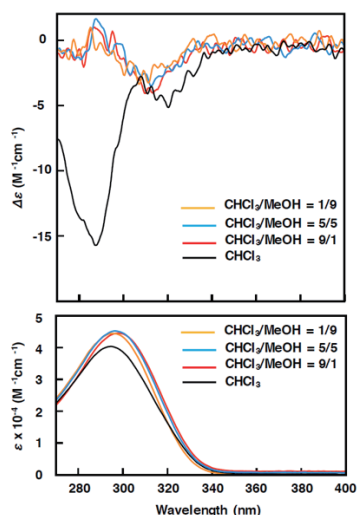 0
-5
-10
-15
Δε (M⁻¹cm⁻¹)
CHCl₃/MeOH = 1/9
CHCl₃/MeOH = 5/5
CHCl₃/MeOH = 9/1
CHCl₃
5
4
3
2
1
0
ε x 10⁻⁴ (M⁻¹cm⁻¹)
CHCl₃/MeOH = 1/9
CHCl₃/MeOH = 5/5
CHCl₃/MeOH = 9/1
CHCl₃
280 300 320 340 360 380 400
Wavelength (nm)